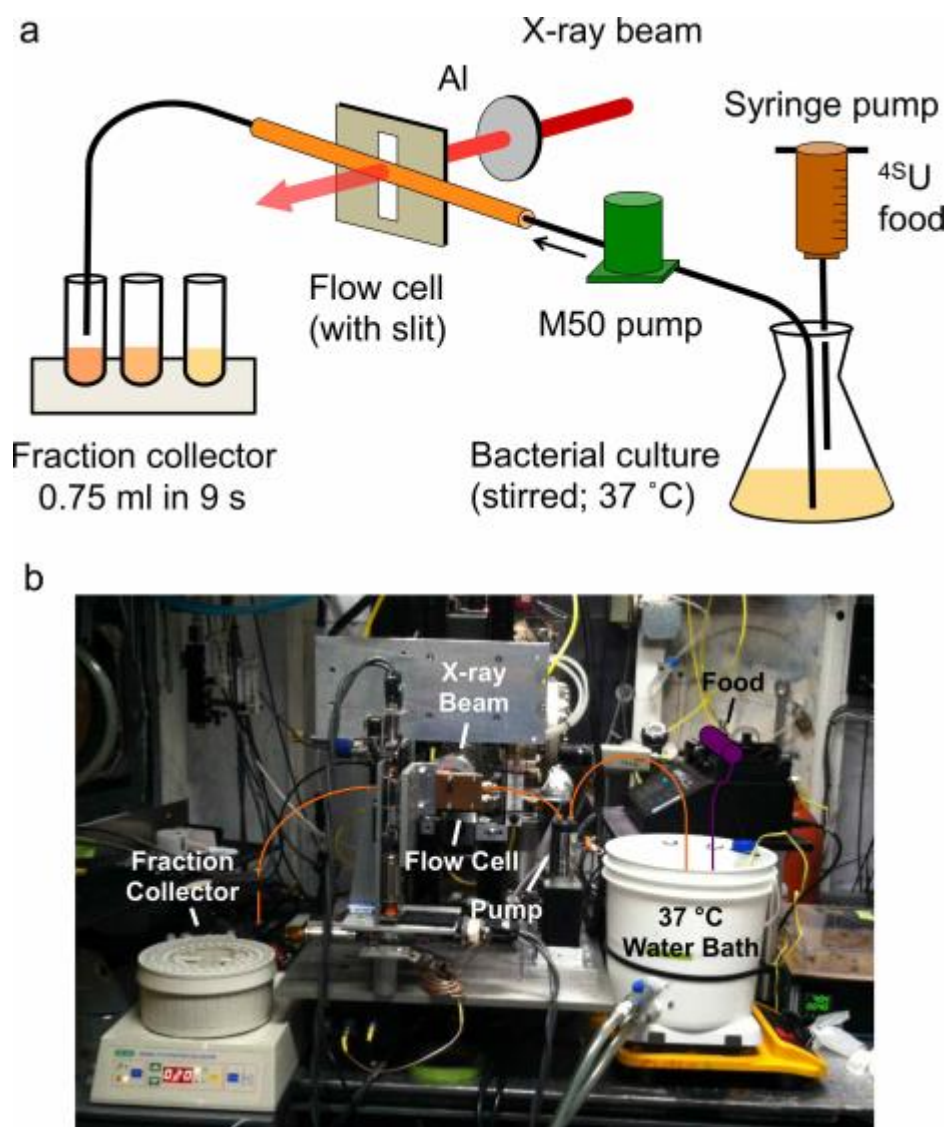 a
X-ray beam
Al
Syringe pump
4SU
food
Flow cell
(with slit)
M50 pump
Fraction collector
0.75 ml in 9 s
Bacterial culture
(stirred; 37 °C)
b
X-ray
Beam
Food
Fraction
Collector
Flow Cell
Pump
37 °C
Water Bath